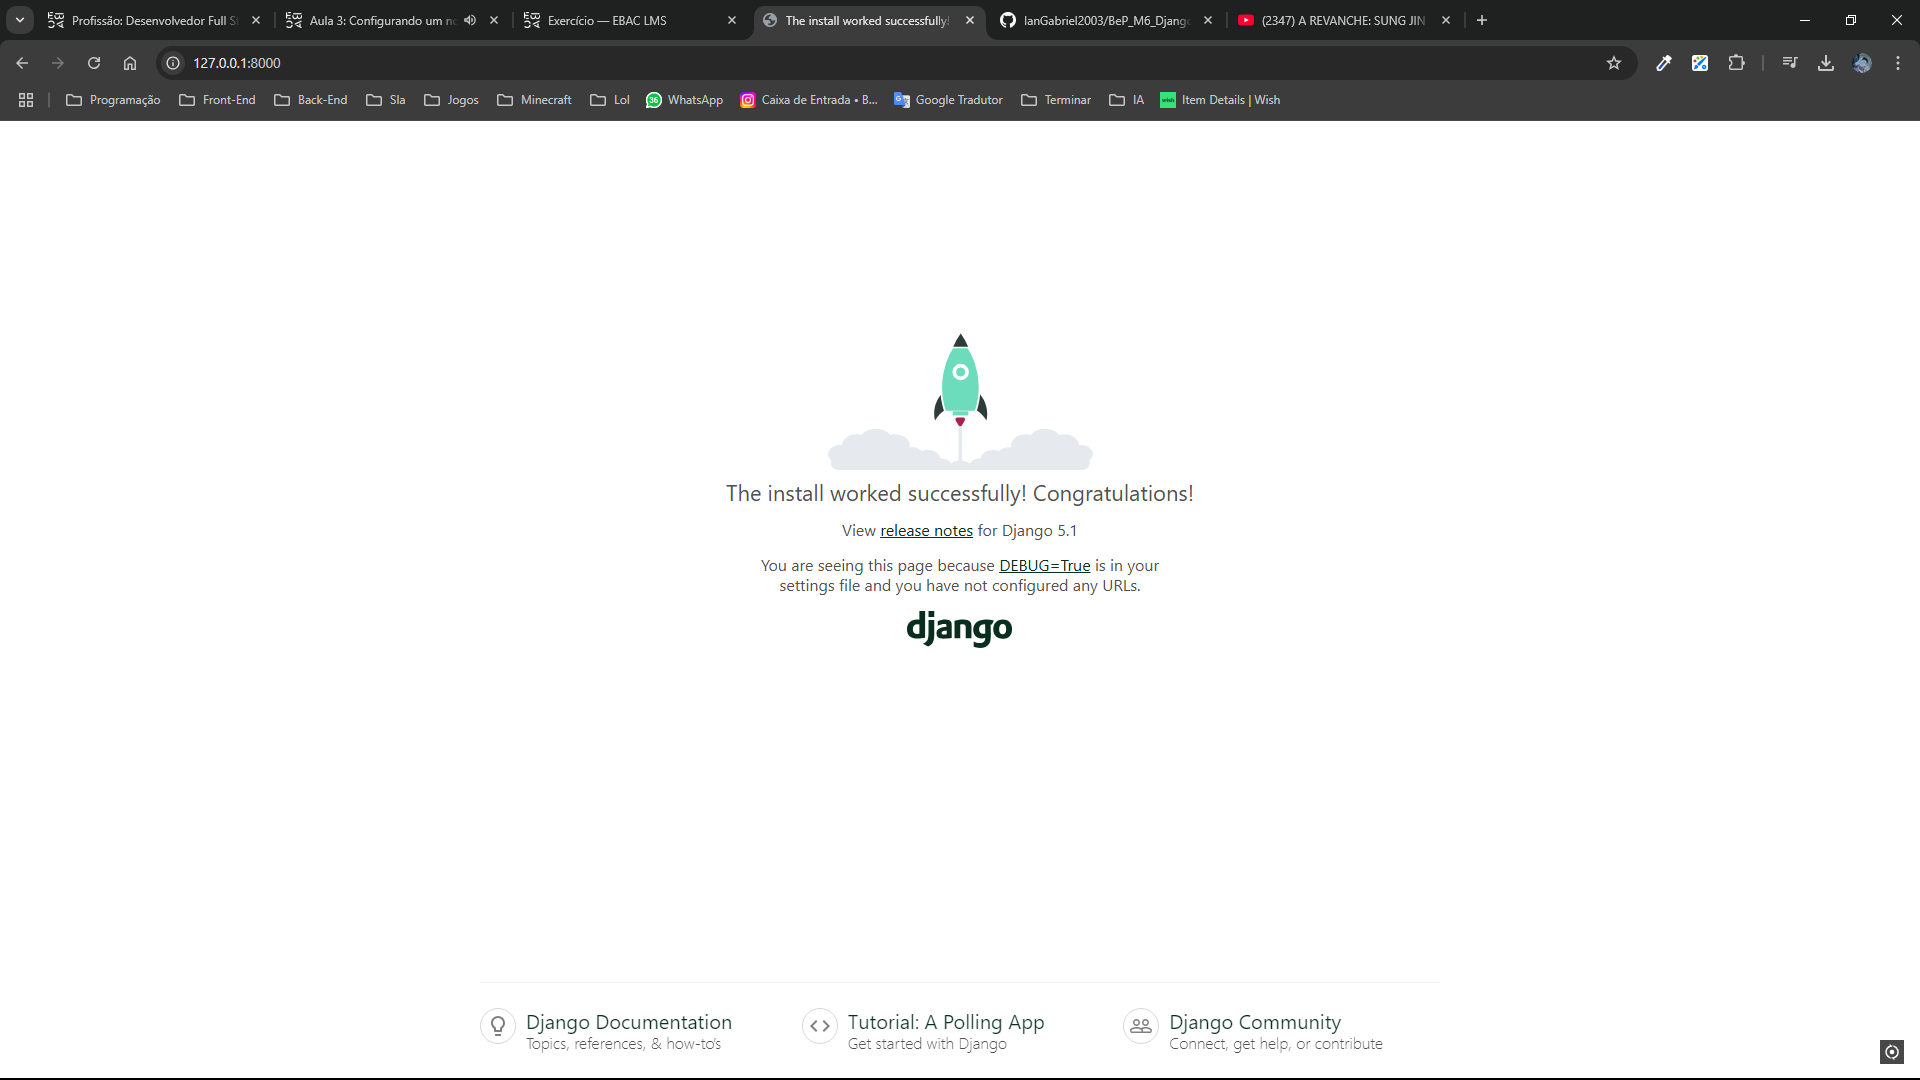 Profissão: Desenvolvedor Full St
Aula 3: Configurando um no
Exercício — EBAC LMS
The install worked successfully!
IanGabriel2003/BeP_M6_Django
(2347) A REVANCHE: SUNG JIN
127.0.0.1:8000
Programação
Front-End
Back-End
Sla
Jogos
Minecraft
Lol
36
WhatsApp
Caixa de Entrada • B...
Google Tradutor
Terminar
IA
wish
Item Details | Wish
The install worked successfully! Congratulations!
View release notes for Django 5.1
You are seeing this page because DEBUG=True is in your
settings file and you have not configured any URLs.
django
Django Documentation
Topics, references, & how-to's
Tutorial: A Polling App
Get started with Django
Django Community
Connect, get help, or contribute